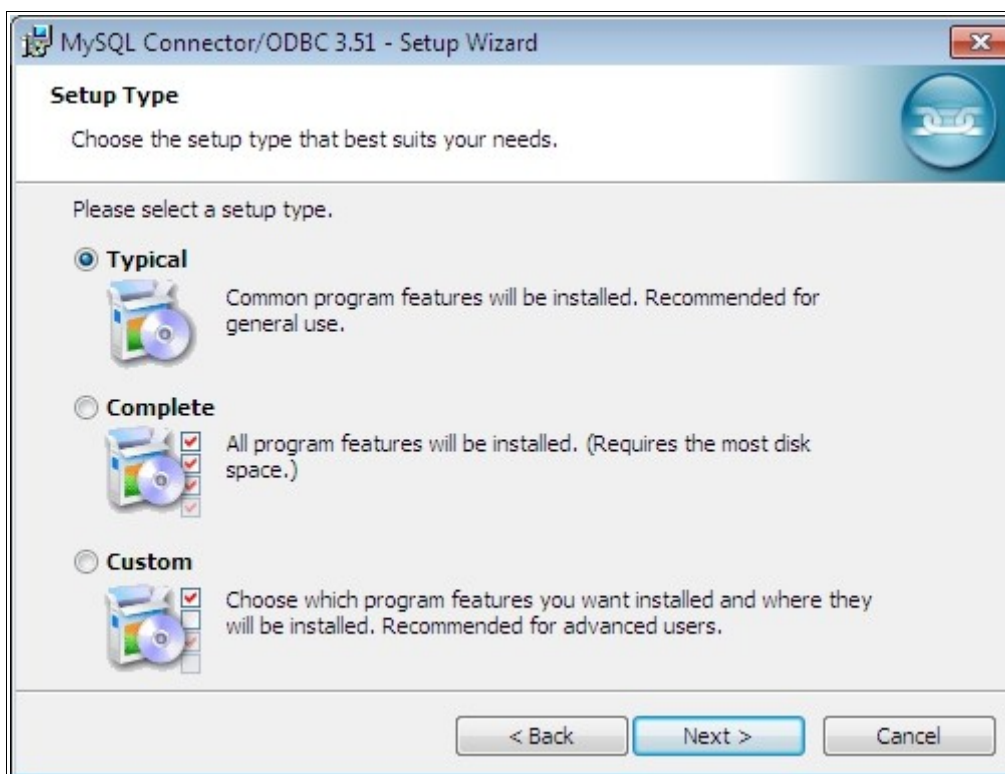 MySQL Connector/ODBC 3.51 - Setup Wizard
Setup Type
Choose the setup type that best suits your needs.
Please select a setup type.
Typical
Common program features will be installed. Recommended for
general use.
Complete
All program features will be installed. (Requires the most disk
space.)
Custom
Choose which program features you want installed and where they
will be installed. Recommended for advanced users.
< Back
Next >
Cancel